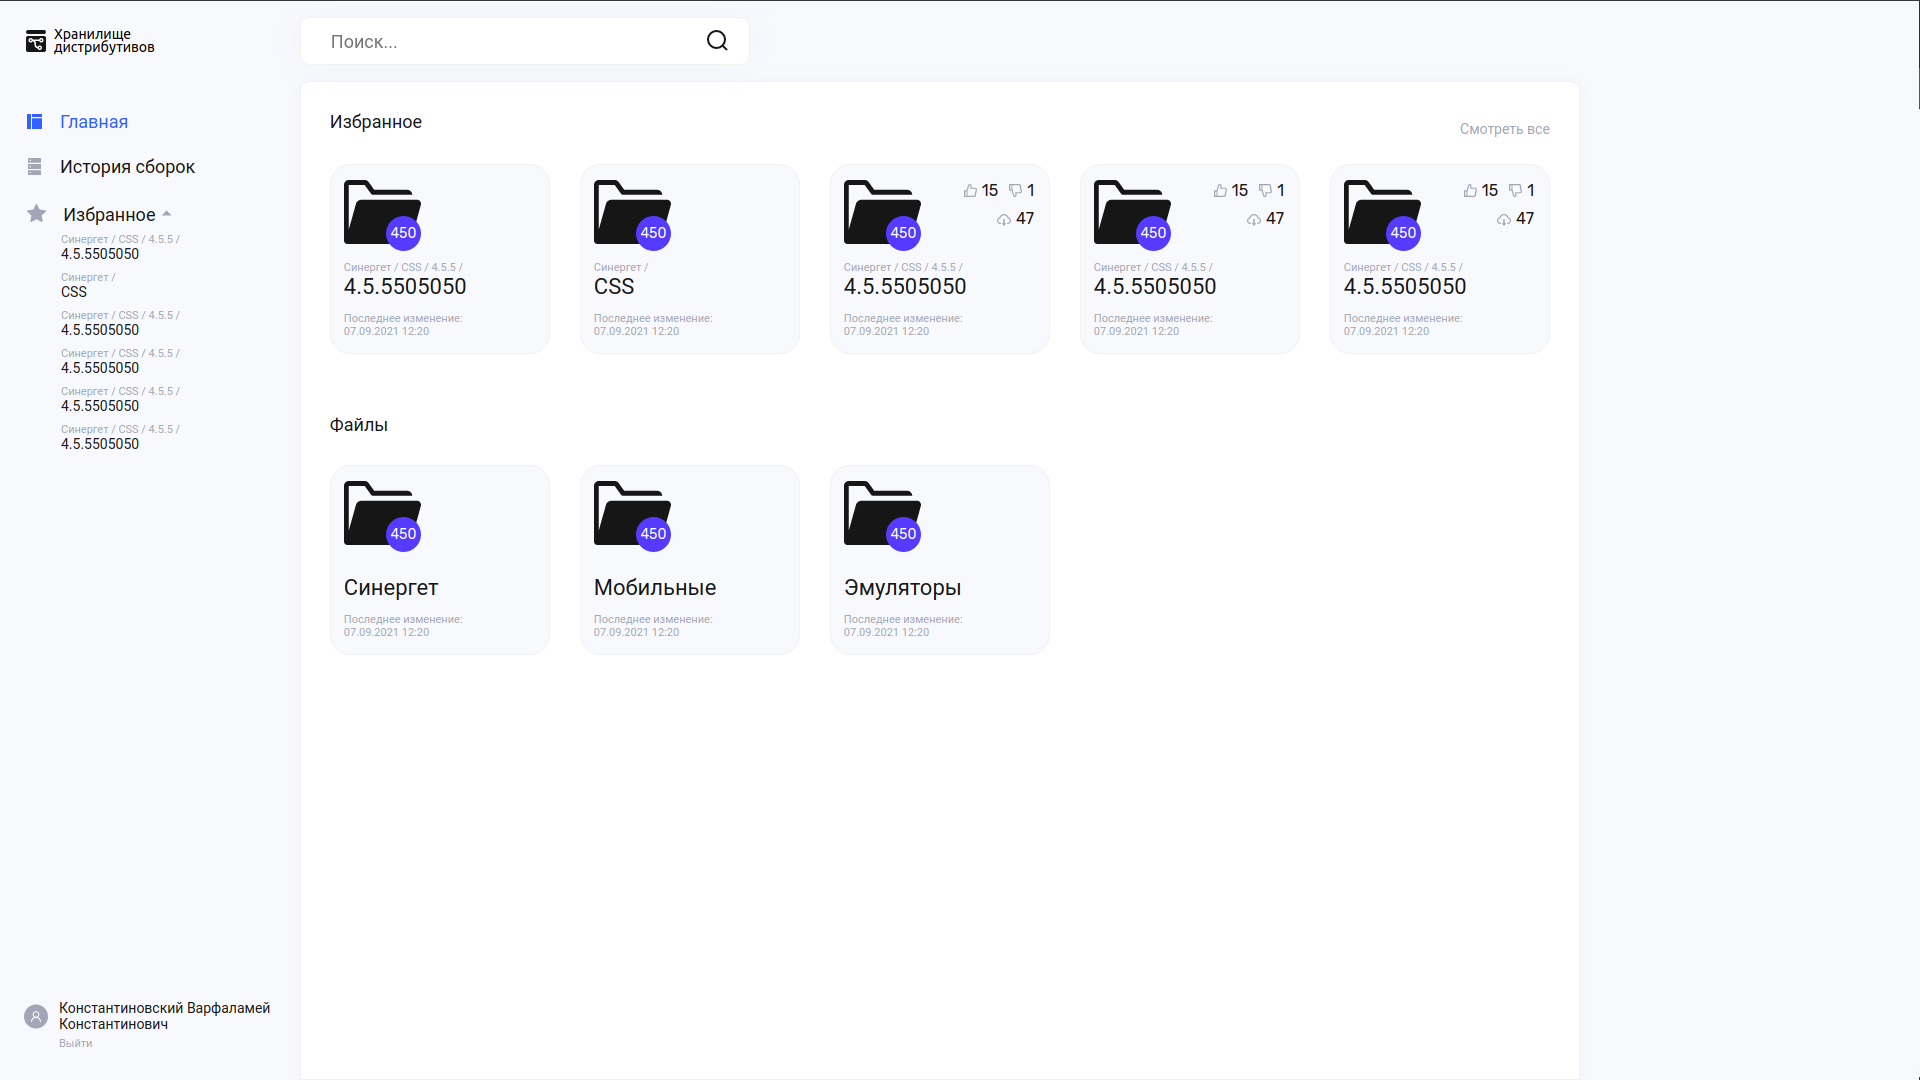 Хранилище
дистрибутивов
Главная
История сборок
Избранное
Синергет / CSS / 4.5.5 /
4.5.5505050
Синергет /
CSS
Синергет / CSS / 4.5.5 /
4.5.5505050
Синергет / CSS / 4.5.5 /
4.5.5505050
Синергет / CSS / 4.5.5 /
4.5.5505050
Синергет / CSS / 4.5.5 /
4.5.5505050
Константиновский Варфаламей
Константинович
Выйти
Поиск...
Избранное
Смотреть все
450
Синергет / CSS / 4.5.5 /
4.5.5505050
Последнее изменение:
07.09.2021 12:20
450
Синергет /
CSS
Последнее изменение:
07.09.2021 12:20
15 1
47
450
Синергет / CSS / 4.5.5 /
4.5.5505050
Последнее изменение:
07.09.2021 12:20
15 1
47
450
Синергет / CSS / 4.5.5 /
4.5.5505050
Последнее изменение:
07.09.2021 12:20
15 1
47
450
Синергет / CSS / 4.5.5 /
4.5.5505050
Последнее изменение:
07.09.2021 12:20
Файлы
450
Синергет
Последнее изменение:
07.09.2021 12:20
450
Мобильные
Последнее изменение:
07.09.2021 12:20
450
Эмуляторы
Последнее изменение:
07.09.2021 12:20